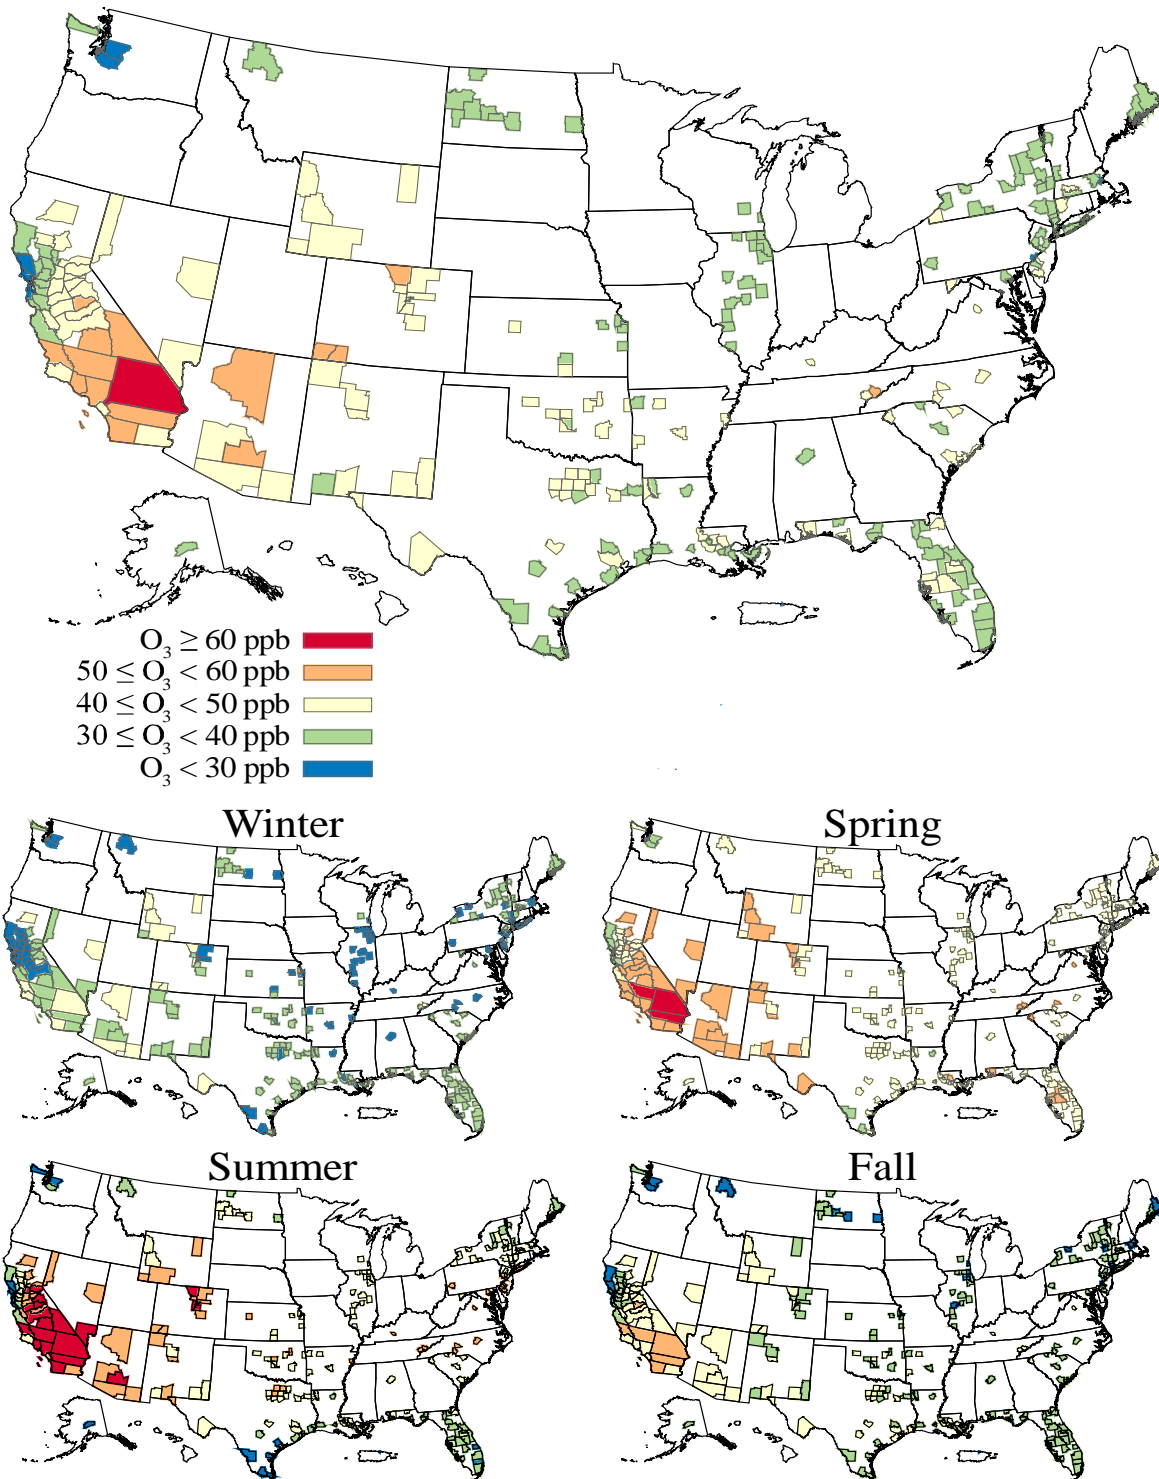 O₃ ≥ 60 ppb
50 ≤ O₃ < 60 ppb
40 ≤ O₃ < 50 ppb
30 ≤ O₃ < 40 ppb
O₃ < 30 ppb
Winter
Spring
Summer
Fall